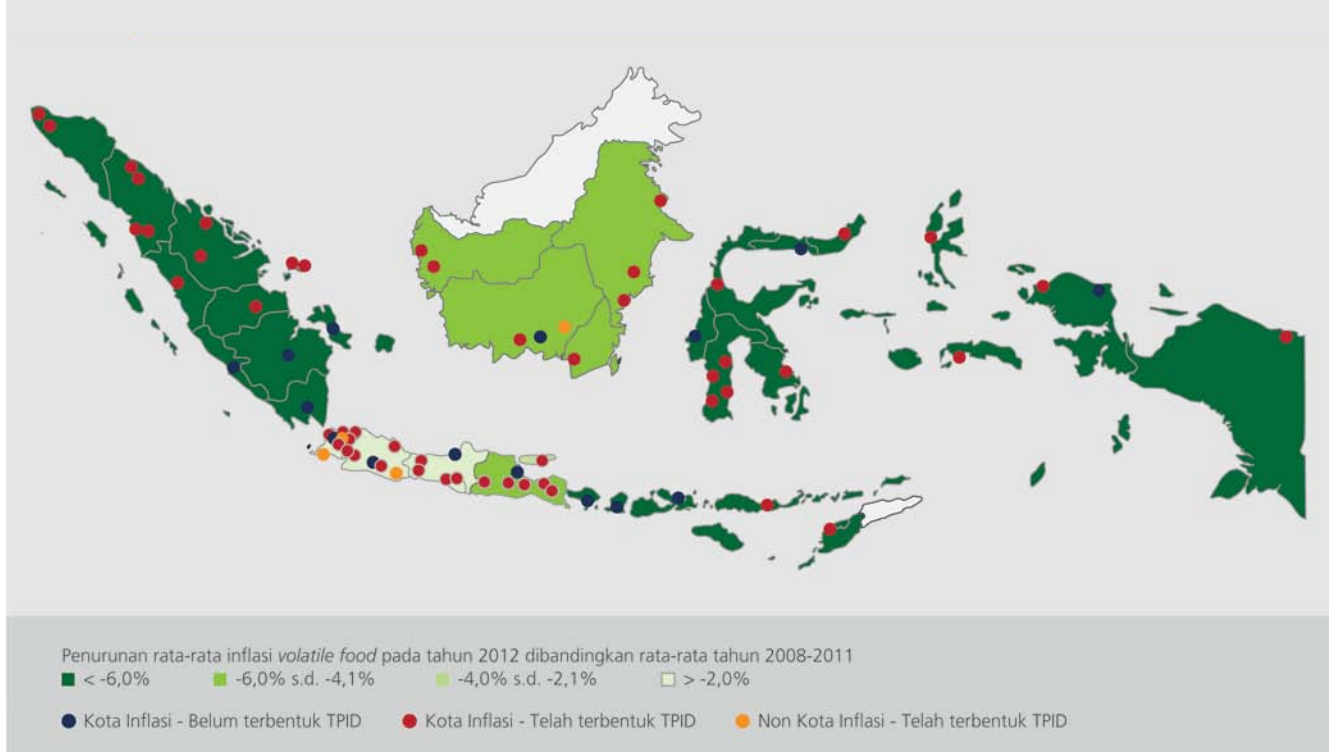 Penurunan rata-rata inflasi volatile food pada tahun 2012 dibandingkan rata-rata tahun 2008-2011
< -6,0% -6,0% s.d. -4,1% -4,0% s.d. -2,1% > -2,0%
Kota Inflasi - Belum terbentuk TPID Kota Inflasi - Telah terbentuk TPID Non Kota Inflasi - Telah terbentuk TPID